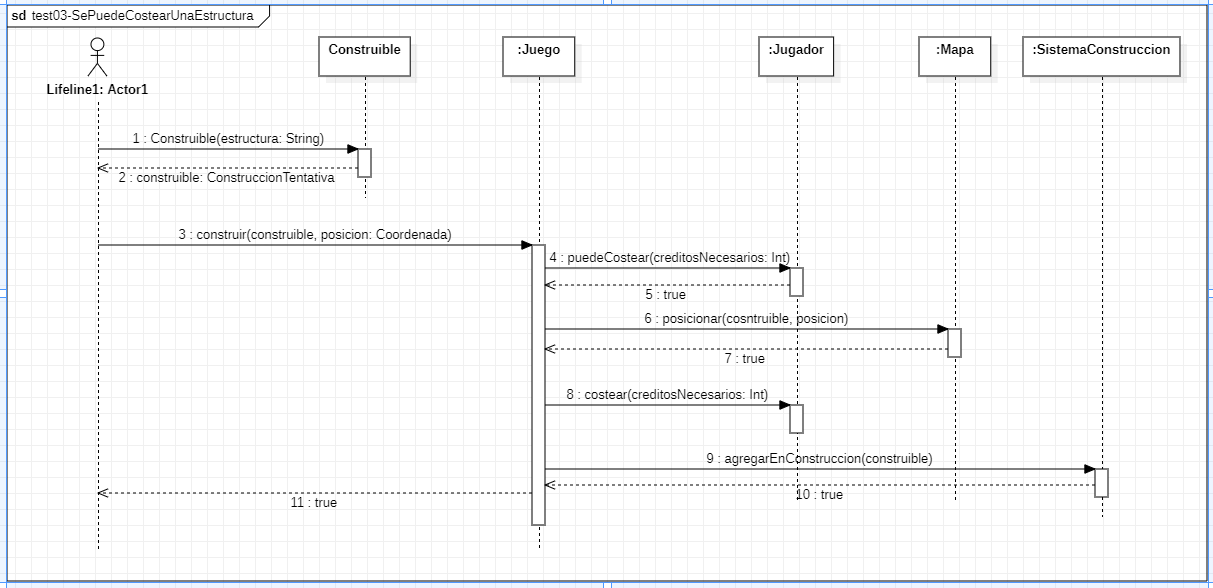 sd test03-SePuedeCostearUnaEstructura
Construible
:Juego
:Jugador
:Mapa
:SistemaConstruccion
Lifeline1: Actor1
1 : Construible(estructura: String)
2 : construible: ConstruccionTentativa
3 : construir(construible, posicion: Coordenada)
4 : puedeCostear(creditosNecesarios: Int)
5 : true
6 : posicionar(cosntruible, posicion)
7 : true
8 : costear(creditosNecesarios: Int)
9 : agregarEnConstruccion(construible)
10 : true
11 : true